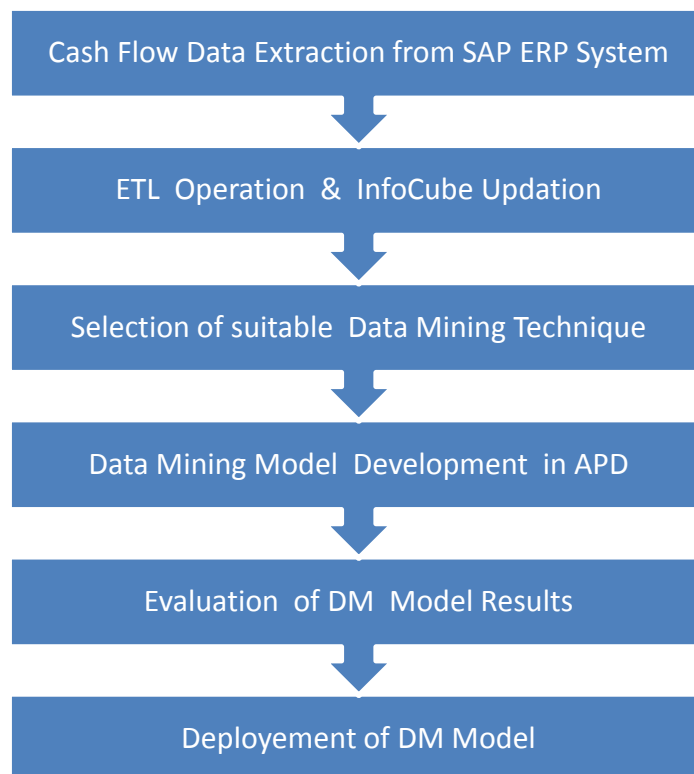 Cash Flow Data Extraction from SAP ERP System
ETL Operation & InfoCube Updation
Selection of suitable Data Mining Technique
Data Mining Model Development in APD
Evaluation of DM Model Results
Deployement of DM Model